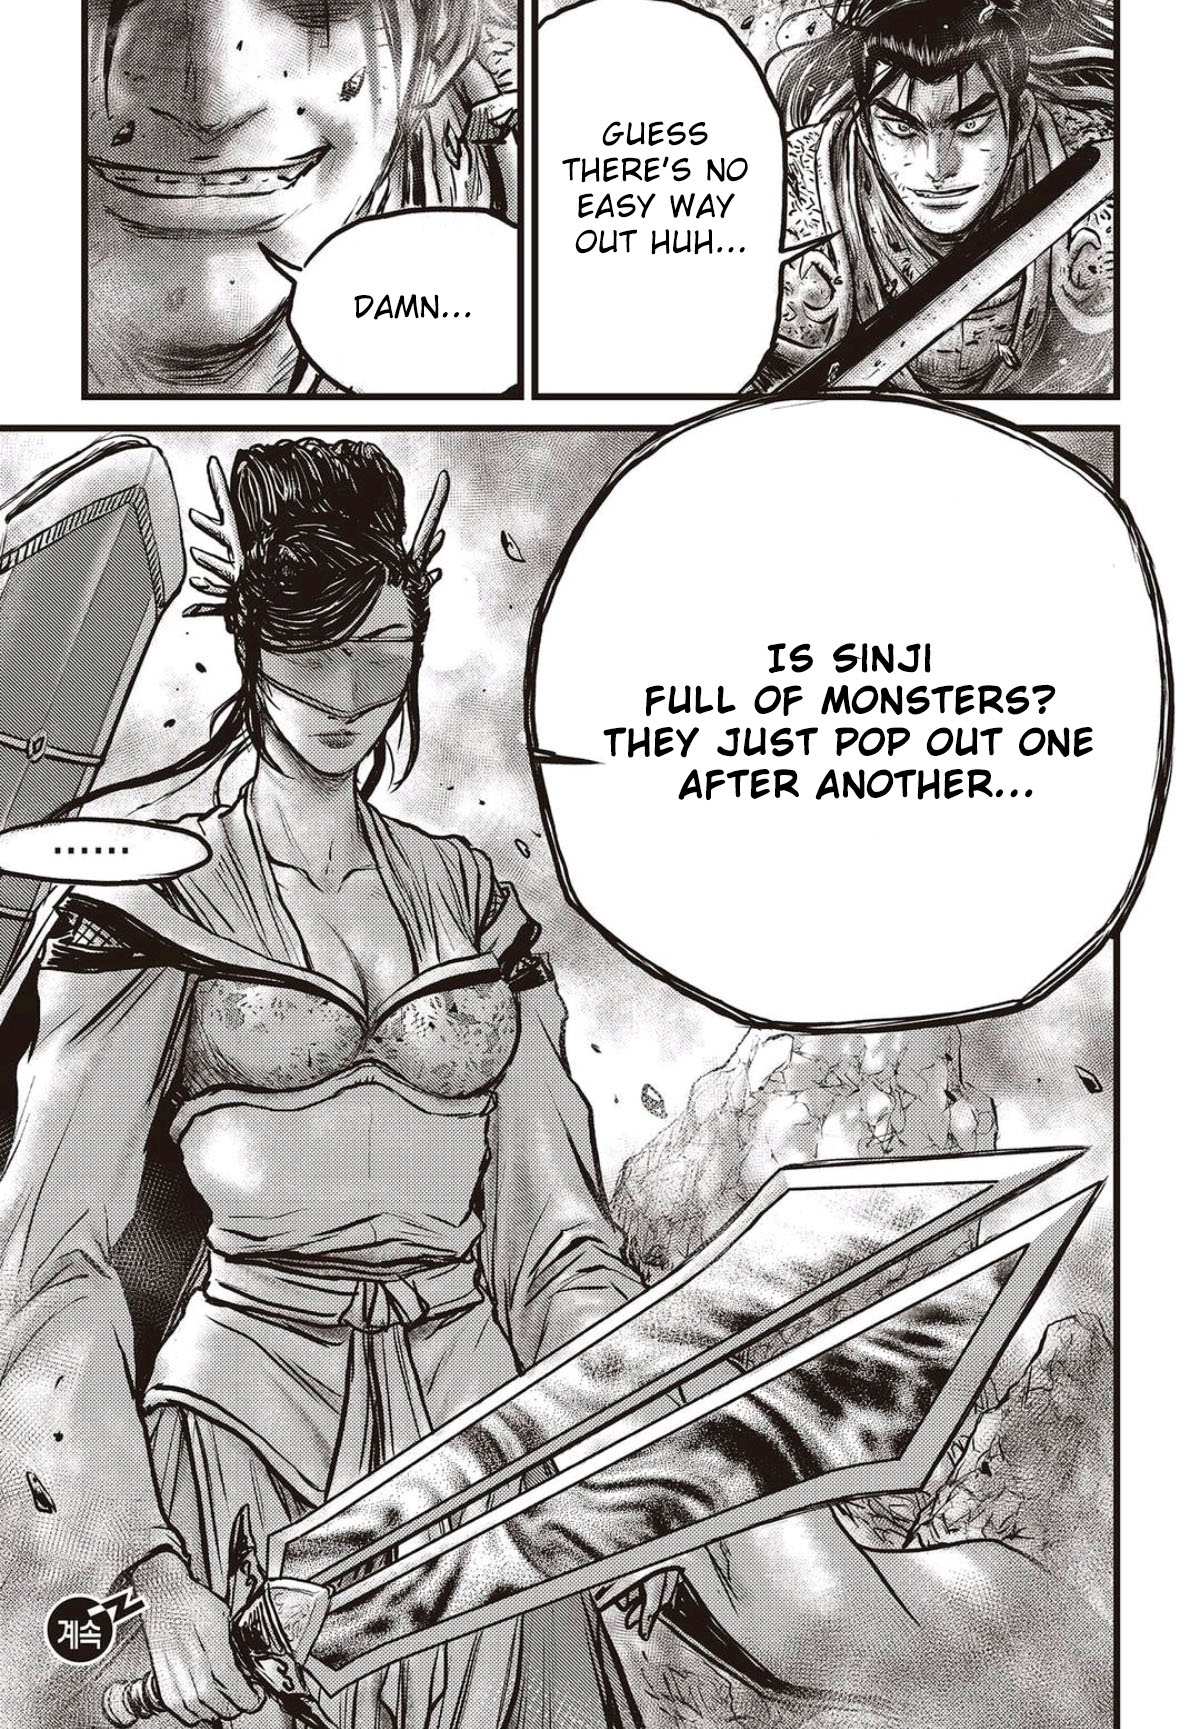 DAMN...
GUESS
THERE'S NO
EASY WAY
OUT HUH...
IS SINJI
FULL OF MONSTERS?
THEY JUST POP OUT ONE
AFTER ANOTHER...
......
계속